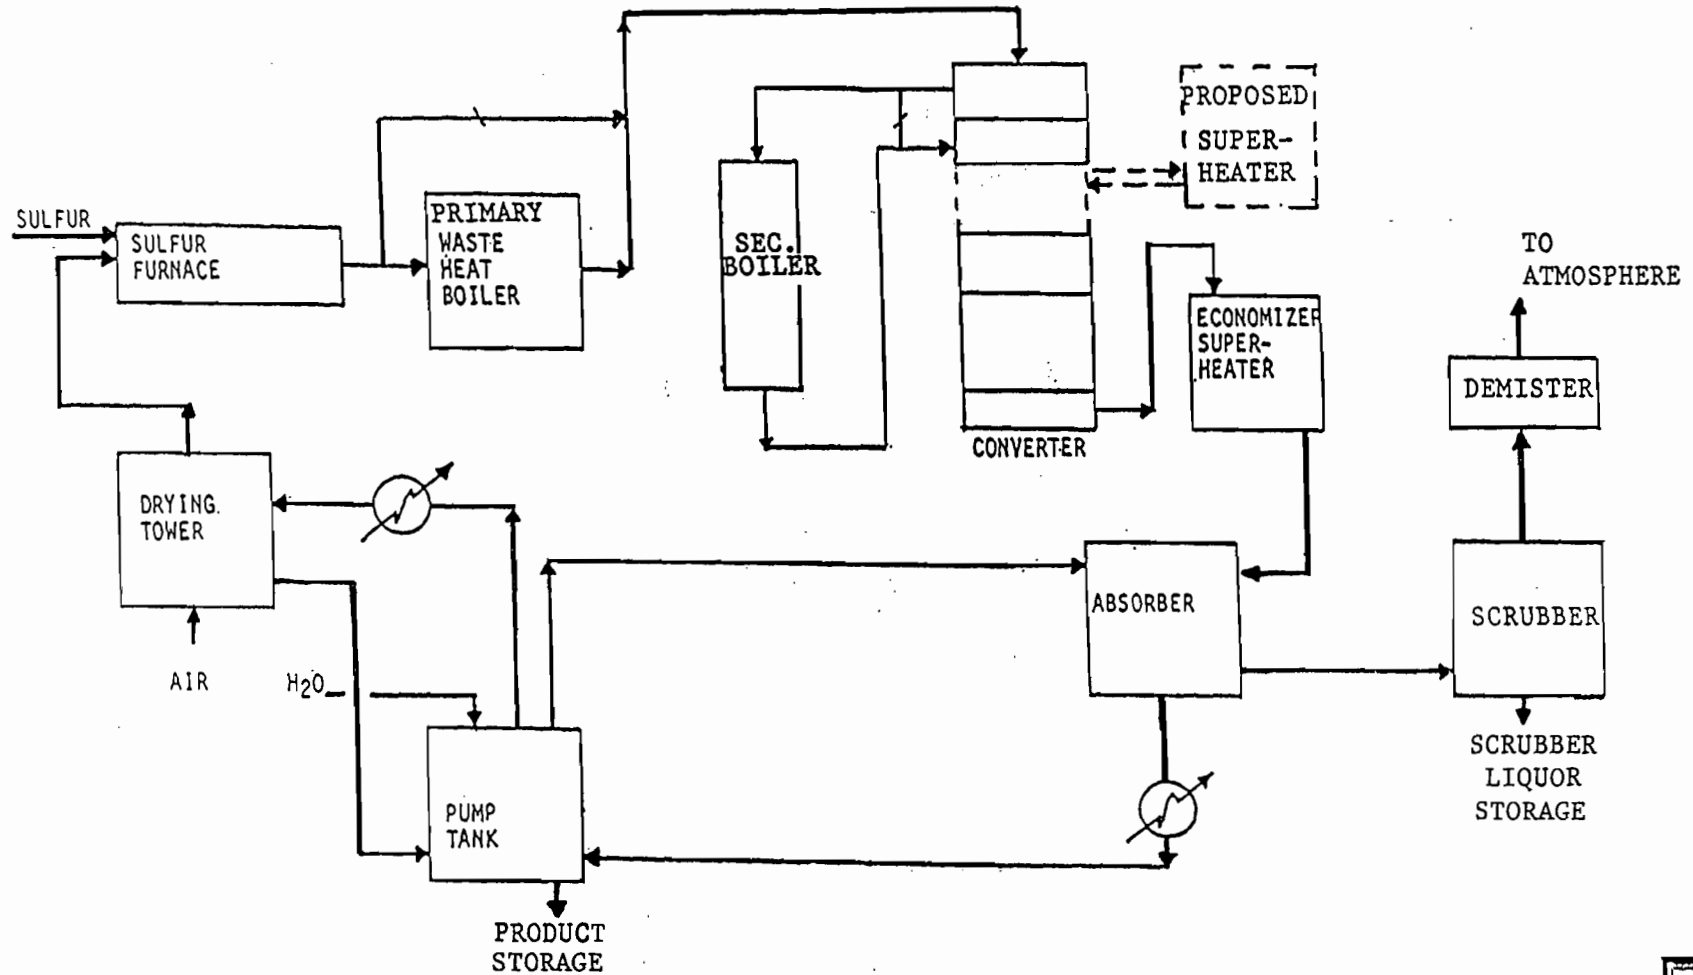 PROPOSED
SUPER-
HEATER
SULFUR
SULFUR
FURNACE
PRIMARY
WASTE
HEAT
BOILER
SEC.
BOILER
TO
ATMOSPHERE
ECONOMIZER
SUPER-
HEATER
DEMISTER
CONVERTER
DRYING.
TOWER
ABSORBER
SCRUBBER
AIR
H2O
SCRUBBER
LIQUOR
STORAGE
PUMP
TANK
PRODUCT
STORAGE